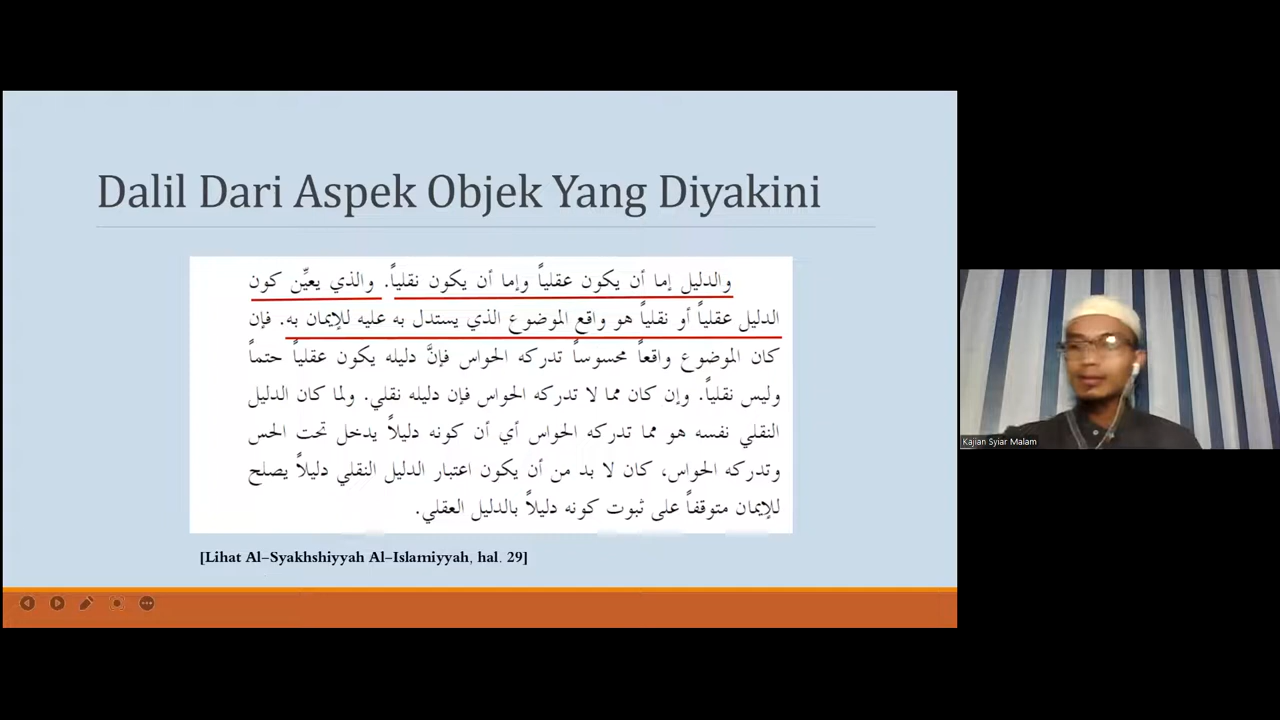 Dalil Dari Aspek Objek Yang Diyakini
والدليل إما أن يكون عقلياً وإما أن يكون نقلياً. والذي يعيِّن كون
الدليل عقلياً أو نقلياً هو واقع الموضوع الذي يستدل به عليه للإيمان به. فإن
كان الموضوع واقعاً محسوساً تدركه الحواس فإنَّ دليله يكون عقلياً حتماً
وليس نقلياً. وإن كان مما لا تدركه الحواس فإن دليله نقلي. ولما كان الدليل
النقلي نفسه هو مما تدركه الحواس أي أن كونه دليلاً يدخل تحت الحس
وتدركه الحواس، كان لا بد من أن يكون اعتبار الدليل النقلي دليلاً يصلح
للإيمان متوقفاً على ثبوت كونه دليلاً بالدليل العقلي.
[Lihat Al-Syakhshiyyah Al-Islamiyyah, hal. 29]
Kajian Syiar Malam